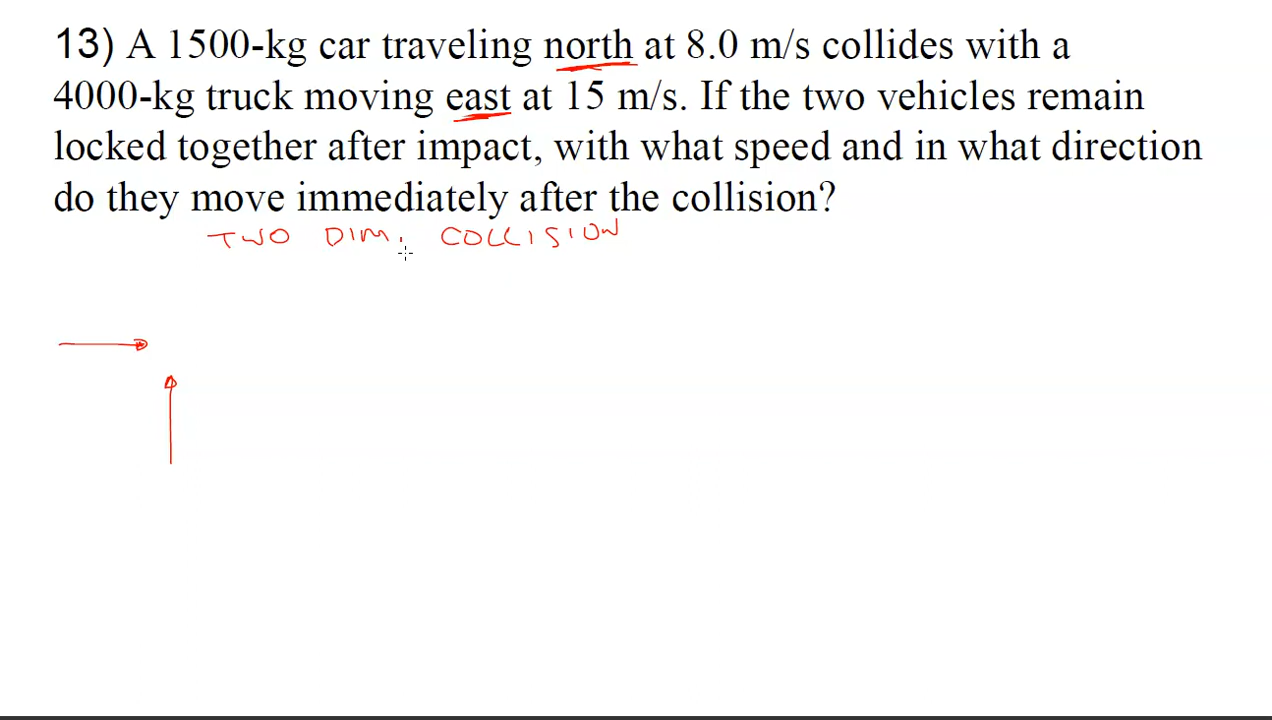 13) A 1500-kg car traveling north at 8.0 m/s collides with a
4000-kg truck moving east at 15 m/s. If the two vehicles remain
locked together after impact, with what speed and in what direction
do they move immediately after the collision?
TWO DIM. COLLISION